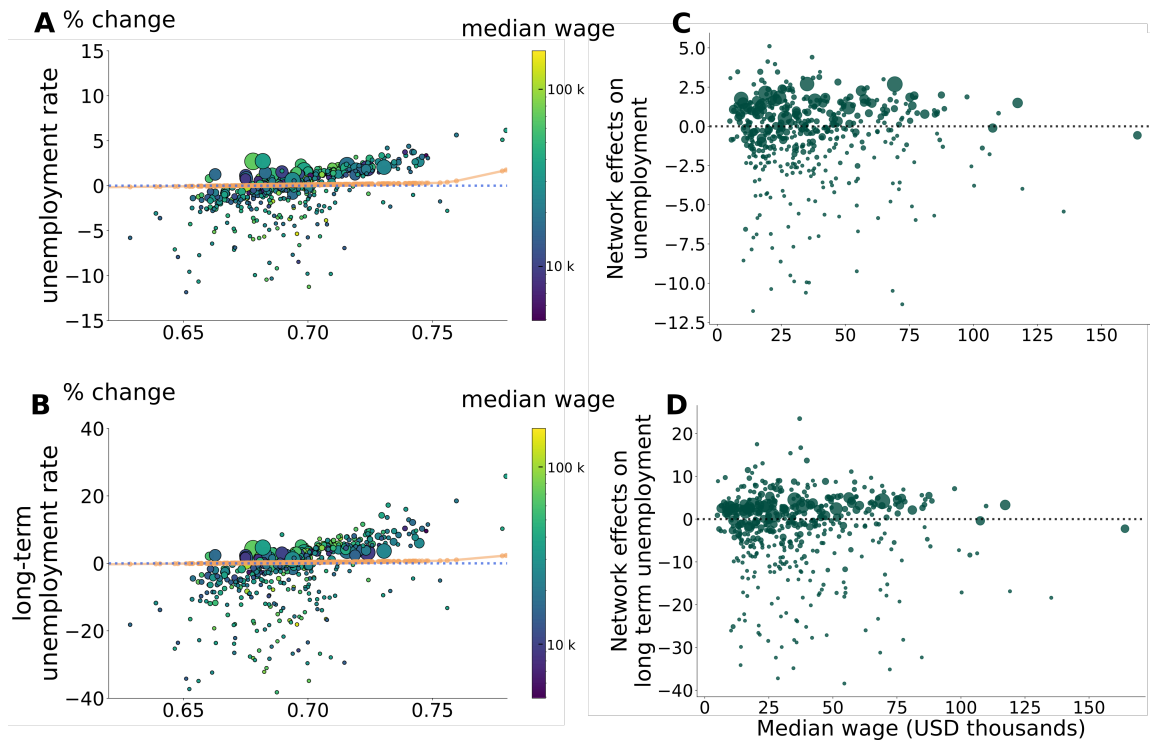 A % change
median wage
unemployment rate
15
10
5
0
−5
−10
−15
0.65 0.70 0.75
100 k
10 k
B % change
median wage
long-term
unemployment rate
40
20
0
−20
−40
0.65 0.70 0.75
100 k
10 k
C
Network effects on
unemployment
5.0
2.5
0.0
−2.5
−5.0
−7.5
−10.0
−12.5
0 25 50 75 100 125 150
D
Network effects on
long term unemployment
20
10
0
−10
−20
−30
−40
0 25 50 75 100 125 150
Median wage (USD thousands)